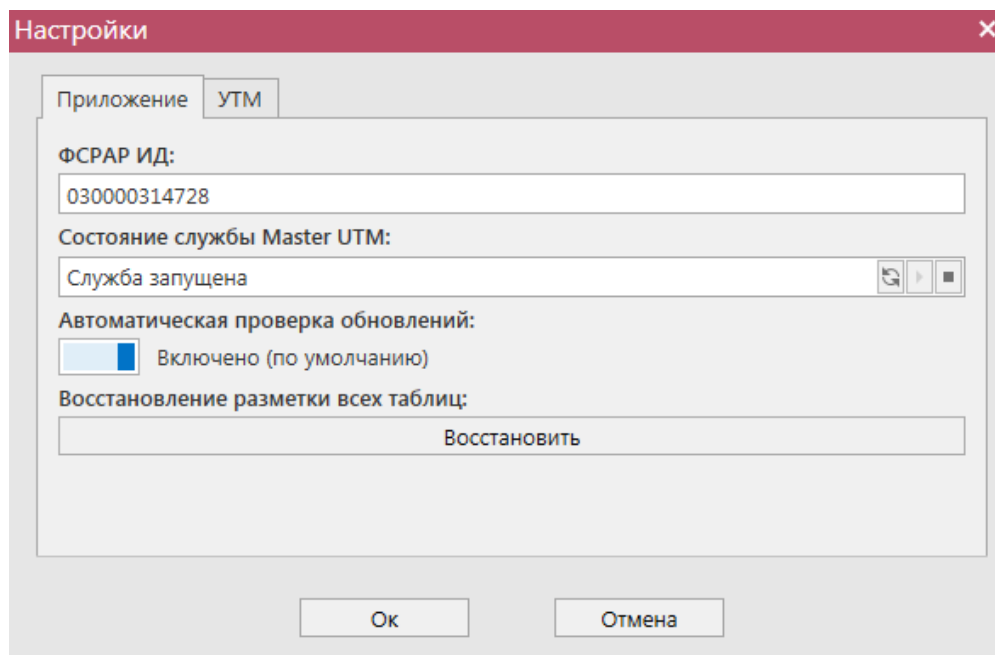 Настройки
Приложение УТМ
ФСРАР ИД:
030000314728
Состояние службы Master UTM:
Служба запущена
Автоматическая проверка обновлений:
Включено (по умолчанию)
Восстановление разметки всех таблиц:
Восстановить
Ок Отмена